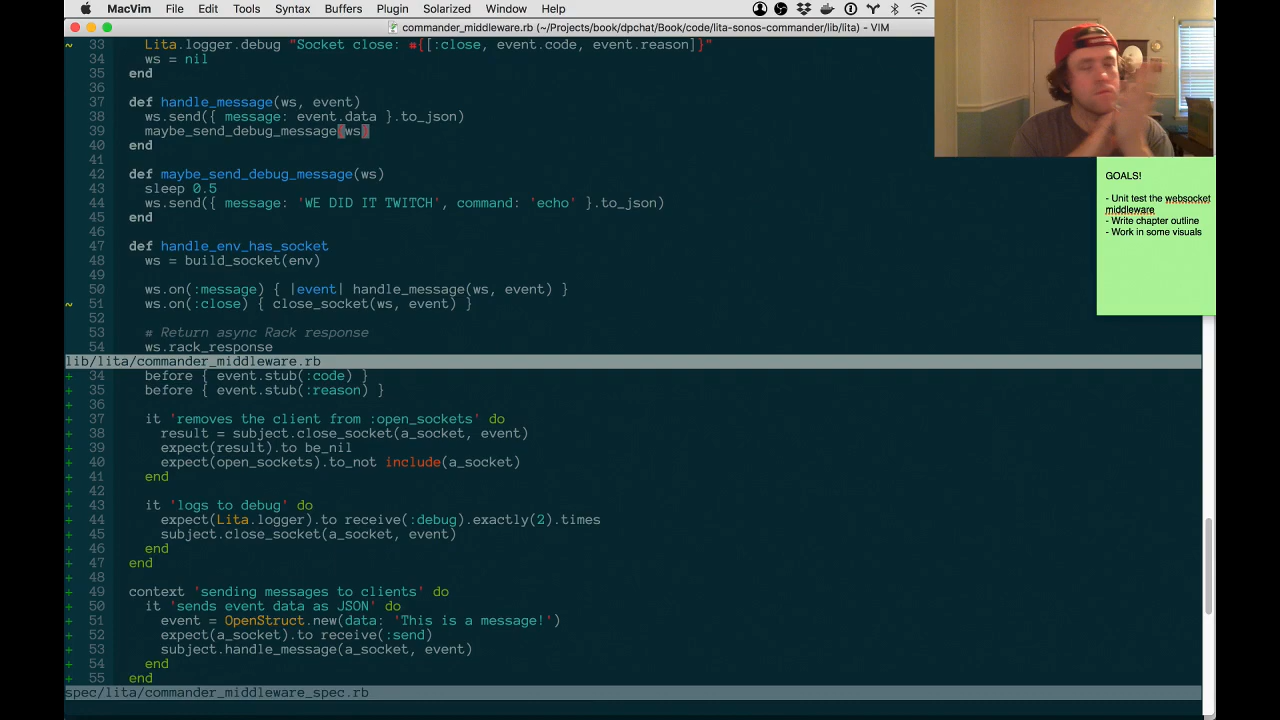 MacVim File Edit Tools Syntax Buffers Plugin Solarized Window Help
commander_middleware.rb (~/Projects/book/dpchat/Book/code/lita-sonos-commander/lib/lita) - VIM
~ 33 Lita.logger.debug "Socket close: #{[:close, event.code, event.reason]}"
34 ws = nil
35 end
36
37 def handle_message(ws, event)
38 ws.send({ message: event.data }.to_json)
39 maybe_send_debug_message(ws)
40 end
41
42 def maybe_send_debug_message(ws)
43 sleep 0.5
44 ws.send({ message: 'WE DID IT TWITCH', command: 'echo' }.to_json)
45 end
46
47 def handle_env_has_socket
48 ws = build_socket(env)
49
50 ws.on(:message) { |event| handle_message(ws, event) }
~ 51 ws.on(:close) { close_socket(ws, event) }
52
53 # Return async Rack response
54 ws.rack_response
lib/lita/commander_middleware.rb
+ 34 before { event.stub(:code) }
+ 35 before { event.stub(:reason) }
+ 36
+ 37 it 'removes the client from :open_sockets' do
+ 38 result = subject.close_socket(a_socket, event)
+ 39 expect(result).to be_nil
+ 40 expect(open_sockets).to_not include(a_socket)
+ 41 end
+ 42
+ 43 it 'logs to debug' do
+ 44 expect(Lita.logger).to receive(:debug).exactly(2).times
+ 45 subject.close_socket(a_socket, event)
+ 46 end
+ 47 end
+ 48
+ 49 context 'sending messages to clients' do
+ 50 it 'sends event data as JSON' do
+ 51 event = OpenStruct.new(data: 'This is a message!')
+ 52 expect(a_socket).to receive(:send)
+ 53 subject.handle_message(a_socket, event)
+ 54 end
+ 55 end
spec/lita/commander_middleware_spec.rb
GOALS!
- Unit test the websocket
middleware
- Write chapter outline
- Work in some visuals